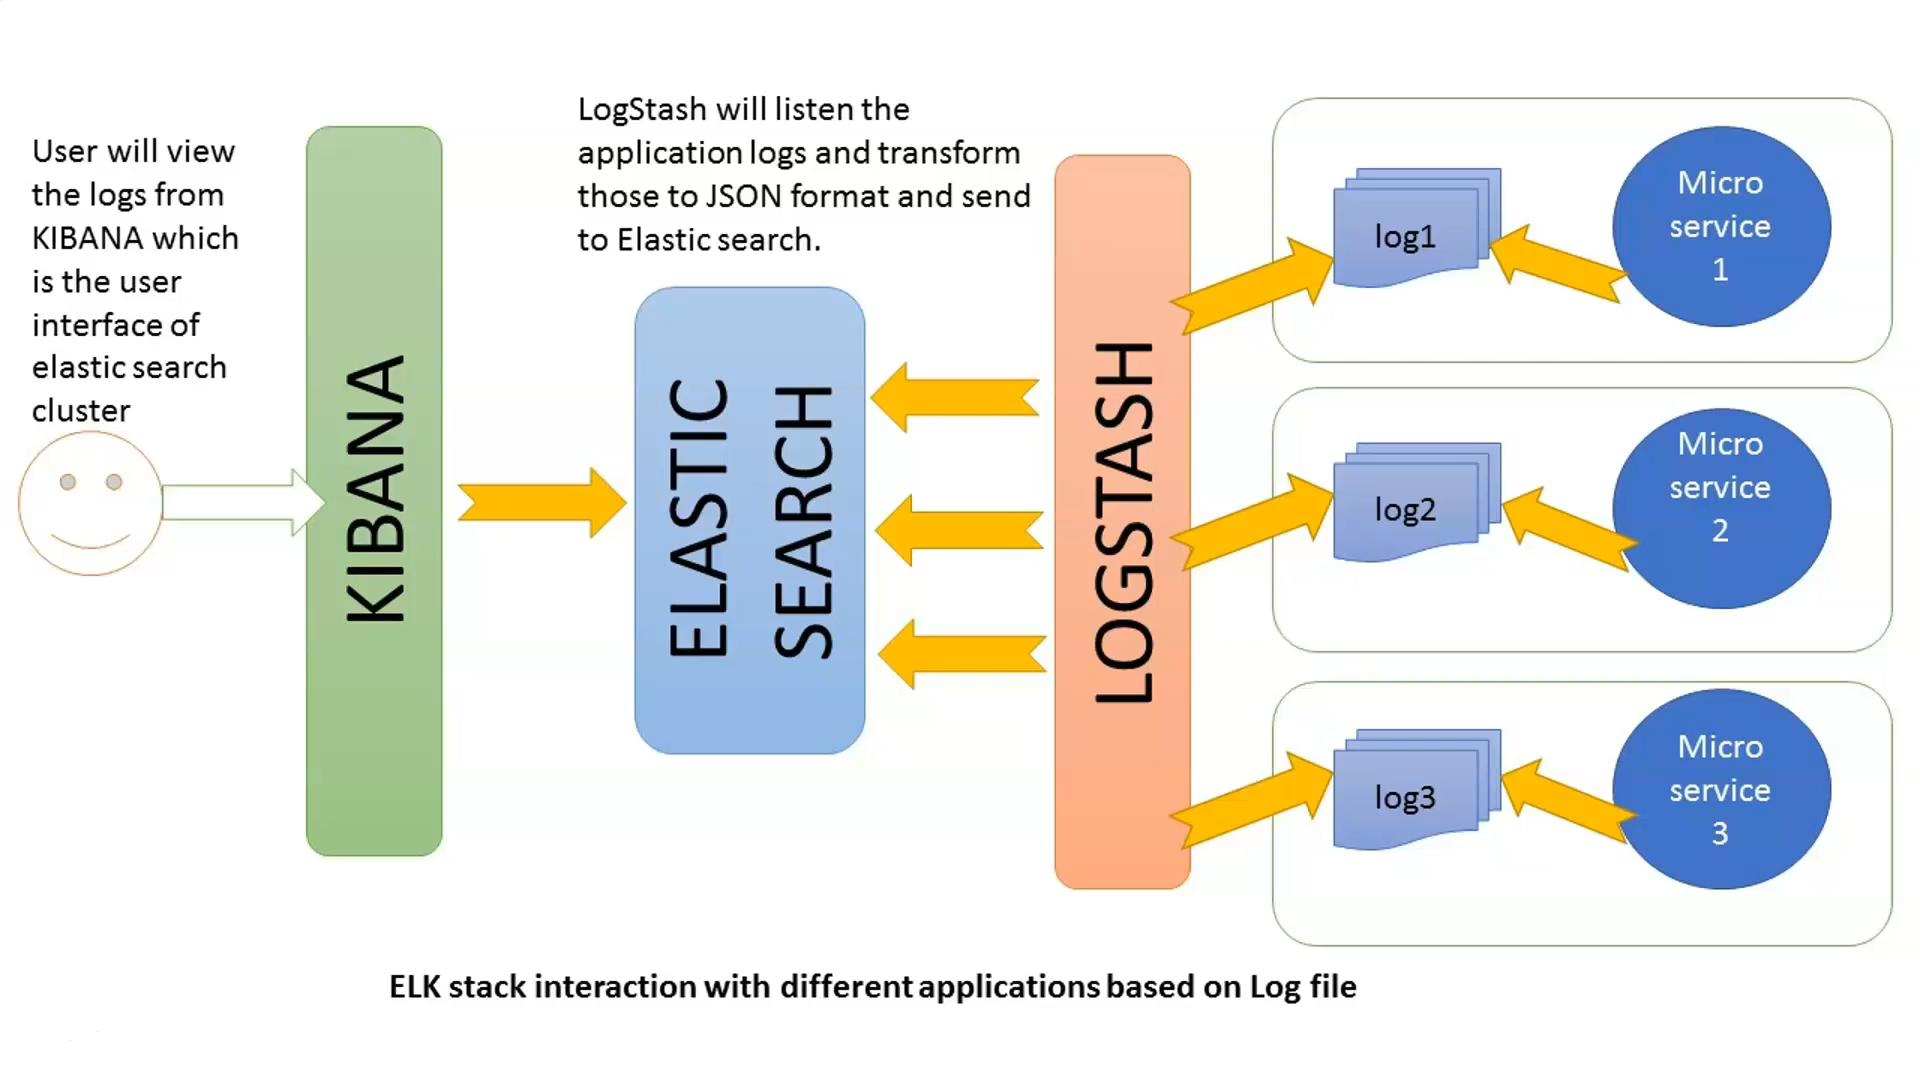 User will view
the logs from
KIBANA which
is the user
interface of
elastic search
cluster
KIBANA
LogStash will listen the
application logs and transform
those to JSON format and send
to Elastic search.
ELASTIC
SEARCH
LOGSTASH
log1
Micro
service
1
log2
Micro
service
2
log3
Micro
service
3
ELK stack interaction with different applications based on Log file